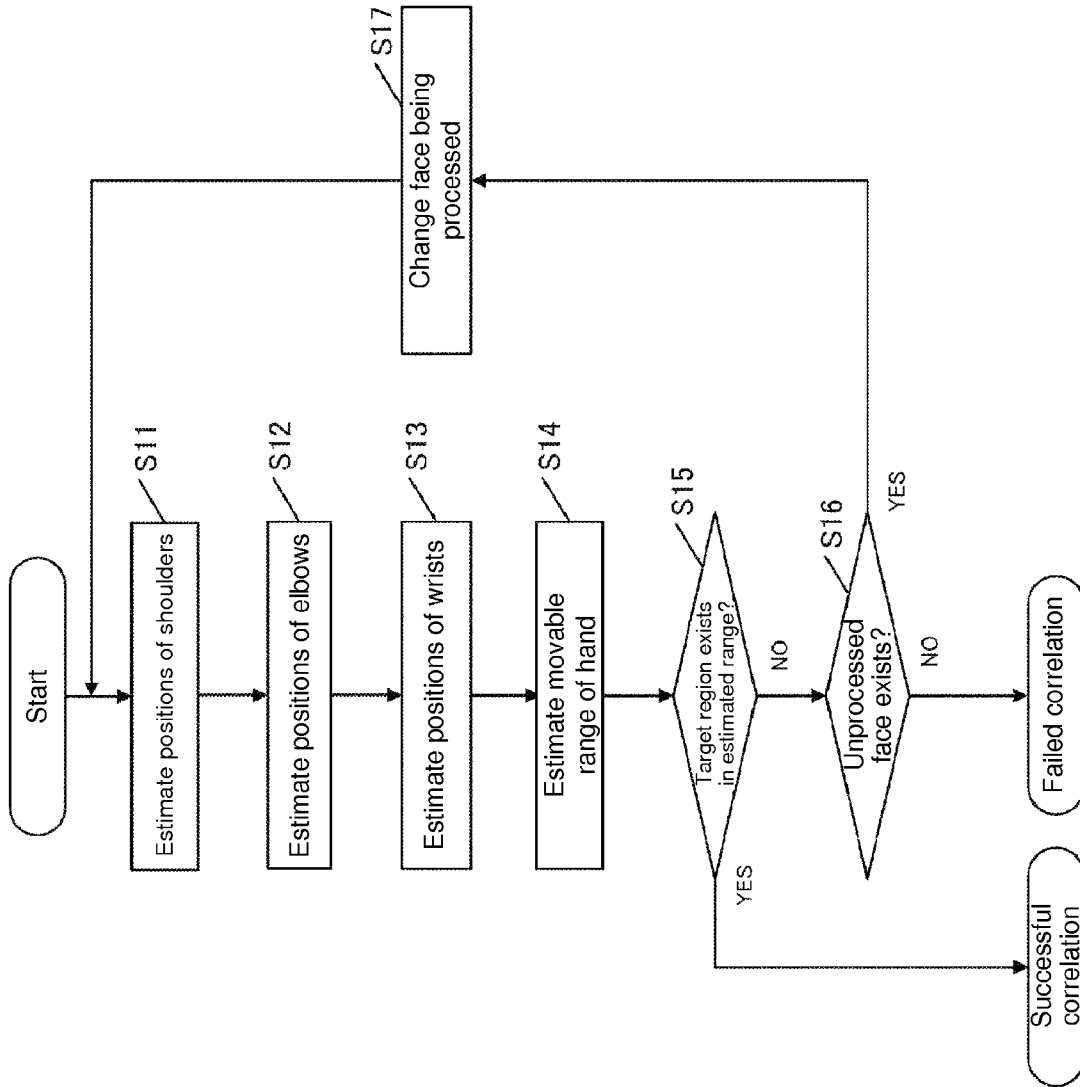 Start
S11
Estimate positions of shoulders
S12
Estimate positions of elbows
S13
Estimate positions of wrists
S14
Estimate movable
range of hand
S15
Target region exists
in estimated range?
YES
NO
S16
Unprocessed
face exists?
YES
NO
S17
Change face being
processed
Successful
correlation
Failed correlation